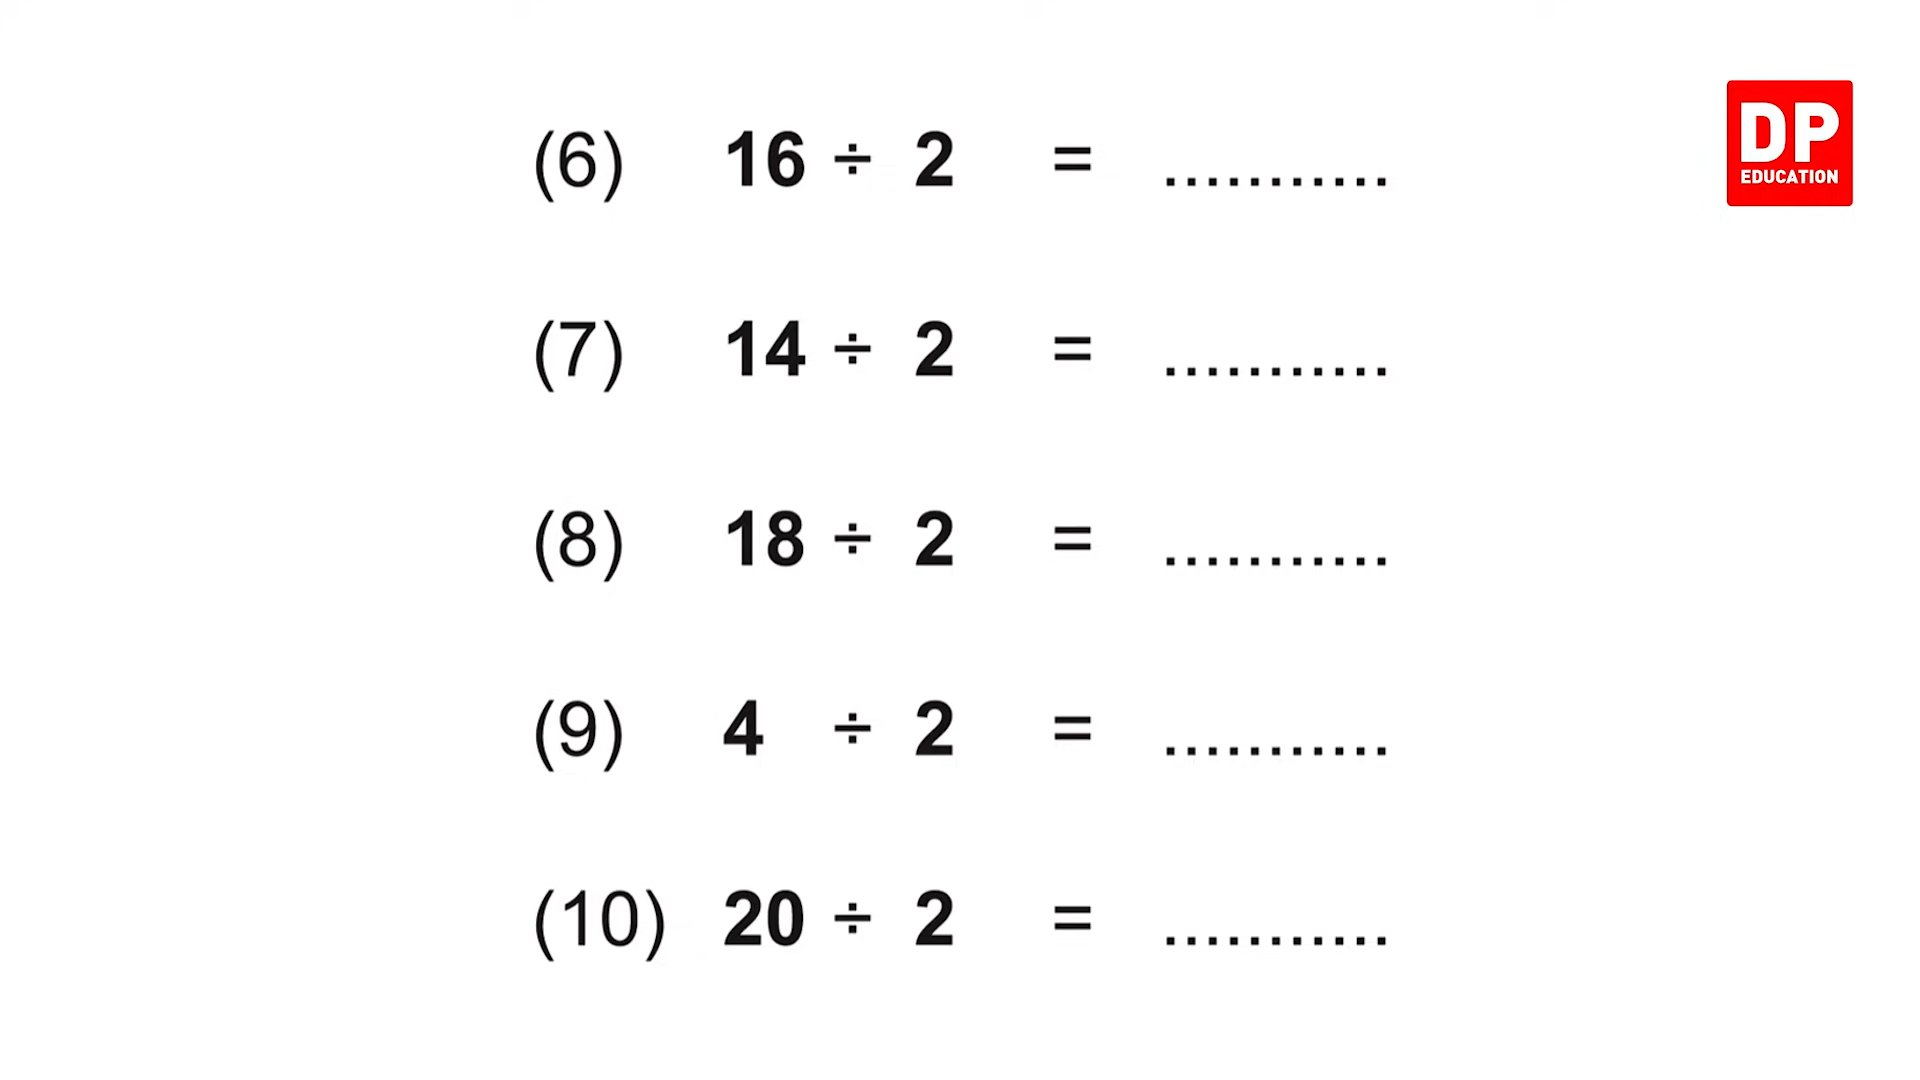 (6) 16 ÷ 2 = ...........
(7) 14 ÷ 2 = ...........
(8) 18 ÷ 2 = ...........
(9) 4 ÷ 2 = ...........
(10) 20 ÷ 2 = ...........
DP
EDUCATION